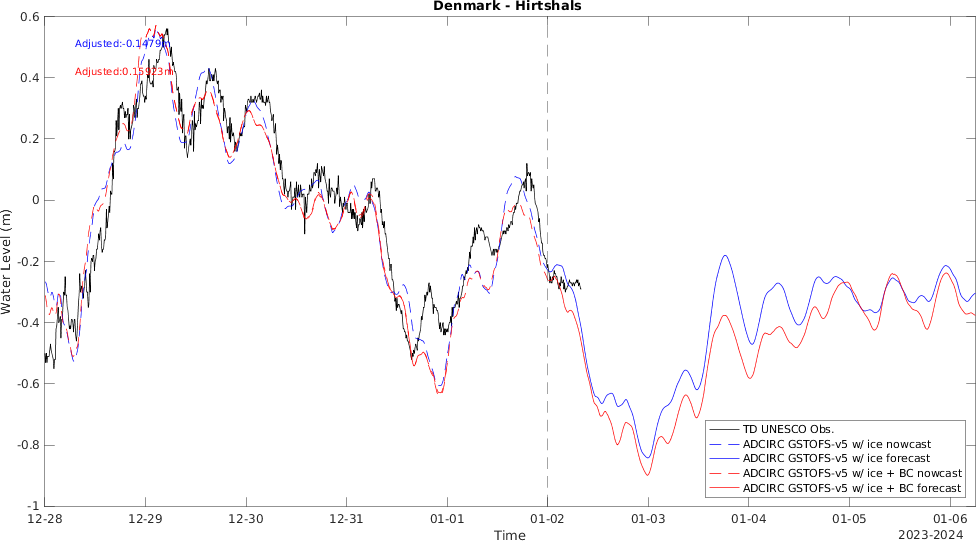 Denmark - Hirtshals
0.6
0.4
0.2
0
-0.2
-0.4
-0.6
-0.8
-1
Water Level (m)
Adjusted:-0.1479m
Adjusted:0.15923m
TD UNESCO Obs.
ADCIRC GSTOFS-v5 w/ ice nowcast
ADCIRC GSTOFS-v5 w/ ice forecast
ADCIRC GSTOFS-v5 w/ ice + BC nowcast
ADCIRC GSTOFS-v5 w/ ice + BC forecast
12-28 12-29 12-30 12-31 01-01 01-02 01-03 01-04 01-05 01-06
Time
2023-2024